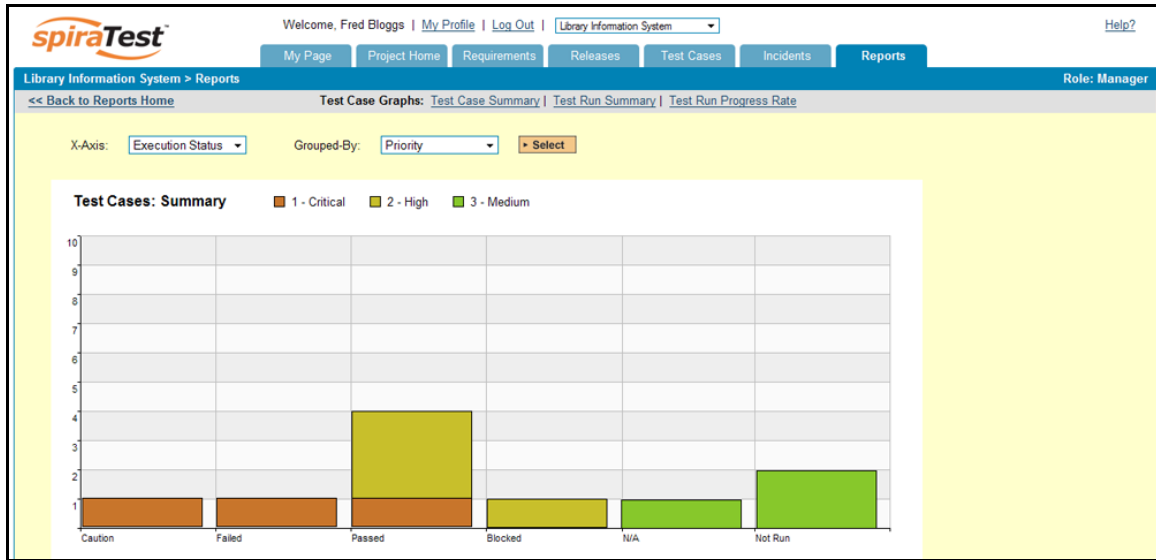 spiraTest™
Welcome, Fred Bloggs | My Profile | Log Out | Library Information System Help?
My Page Project Home Requirements Releases Test Cases Incidents Reports
Library Information System > Reports Role: Manager
<< Back to Reports Home Test Case Graphs: Test Case Summary | Test Run Summary | Test Run Progress Rate
X-Axis: Execution Status Grouped-By: Priority Select
Test Cases: Summary 1 - Critical 2 - High 3 - Medium
10
9
8
7
6
5
4
3
2
1
Caution Failed Passed Blocked N/A Not Run